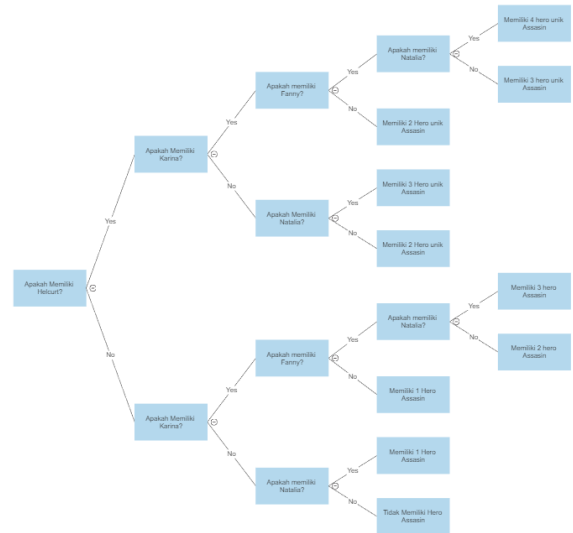 Memiliki 4 hero unik
Assasin
Yes
Apakah memiliki
Natalia?
No
Memiliki 3 hero unik
Assasin
Yes
Apakah memiliki
Fanny?
No
Memiliki 2 Hero unik
Assasin
Yes
Apakah Memiliki
Karina?
No
Memiliki 3 Hero unik
Assasin
Yes
Apakah Memiliki
Natalia?
No
Memiliki 2 Hero unik
Assasin
Yes
Apakah Memiliki
Helcurt?
No
Memiliki 3 hero
Assasin
Yes
Apakah memiliki
Natalia?
No
Memiliki 2 hero
Assasin
Yes
Apakah memiliki
Fanny?
No
Memiliki 1 Hero
Assasin
Yes
Apakah Memiliki
Karina?
No
Memiliki 1 Hero
Assasin
Yes
Apakah memiliki
Natalia?
No
Tidak Memiliki Hero
Assasin